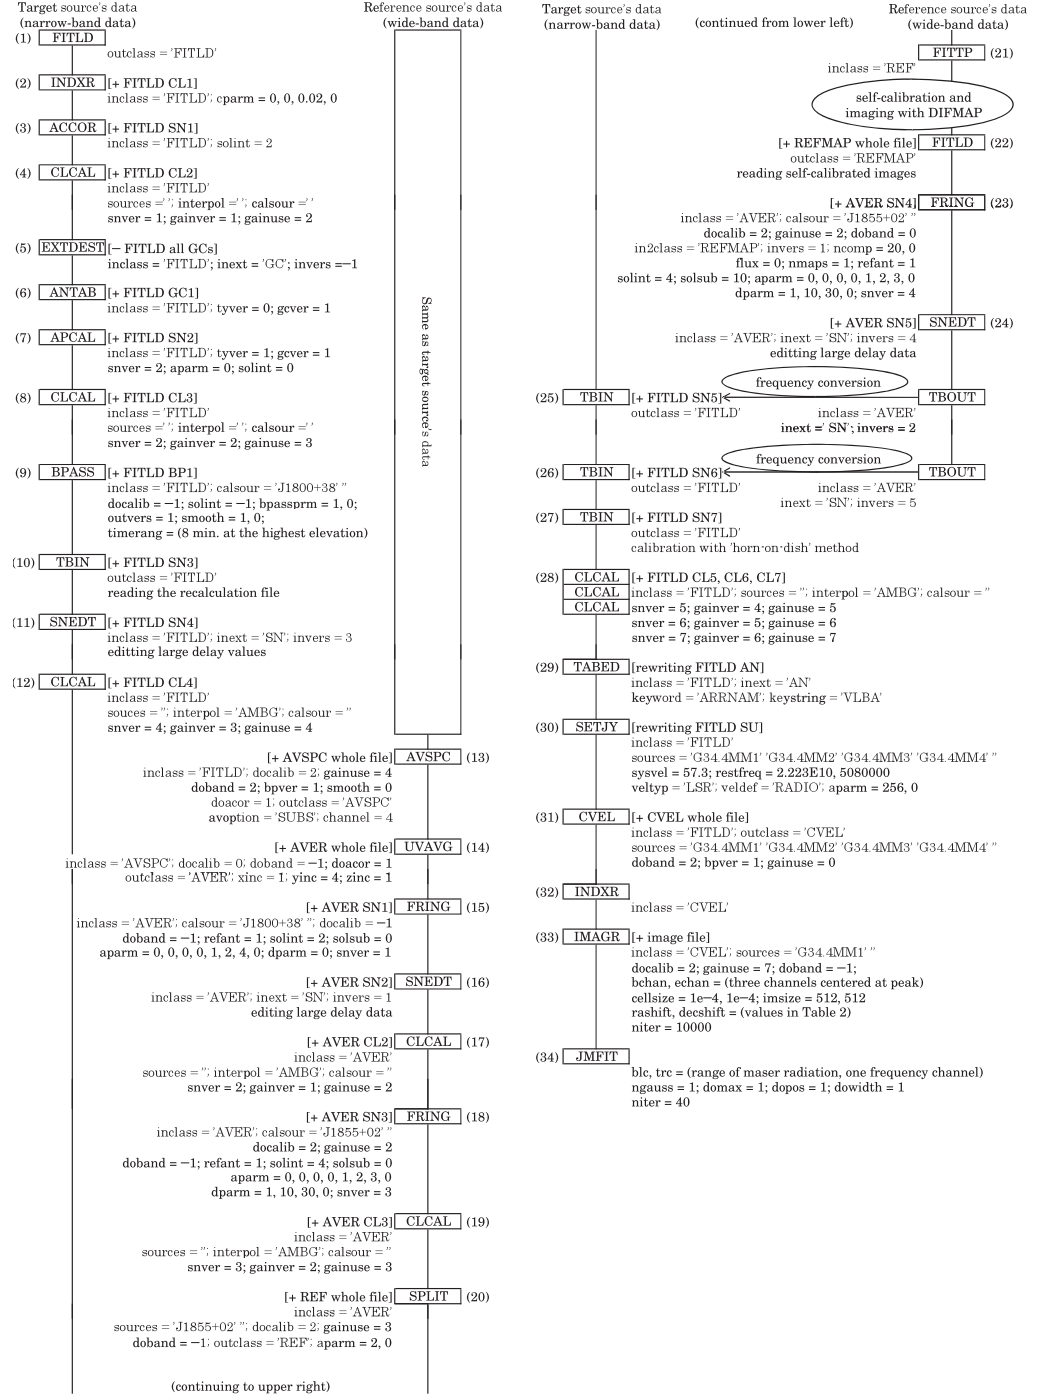 Target source's data
(narrow-band data)
Reference source's data
(wide-band data)
(1) FITLD
outclass = 'FITLD'
(2) INDXR [+ FITLD CL1]
inclass = 'FITLD'; cparm = 0, 0, 0.02, 0
(3) ACCOR [+ FITLD SN1]
inclass = 'FITLD'; solint = 2
(4) CLCAL [+ FITLD CL2]
inclass = 'FITLD'
sources =' '; interpol =' '; calsour =' '
snver = 1; gainver = 1; gainuse = 2
(5) EXTDEST [− FITLD all GCs]
inclass = 'FITLD'; inext = 'GC'; invers =−1
(6) ANTAB [+ FITLD GC1]
inclass = 'FITLD'; tyver = 0; gcver = 1
(7) APCAL [+ FITLD SN2]
inclass = 'FITLD'; tyver = 1; gcver = 1
snver = 2; aparm = 0; solint = 0
(8) CLCAL [+ FITLD CL3]
inclass = 'FITLD'
sources =' '; interpol =' '; calsour =' '
snver = 2; gainver = 2; gainuse = 3
(9) BPASS [+ FITLD BP1]
inclass = 'FITLD'; calsour = 'J1800+38' ''
docalib = −1; solint = −1; bpassprm = 1, 0;
outvers = 1; smooth = 1, 0;
timerang = (8 min. at the highest elevation)
(10) TBIN [+ FITLD SN3]
outclass = 'FITLD'
reading the recalculation file
(11) SNEDT [+ FITLD SN4]
inclass = 'FITLD'; inext = 'SN'; invers = 3
editting large delay values
(12) CLCAL [+ FITLD CL4]
inclass = 'FITLD'
souces = ''; interpol = 'AMBG'; calsour = ''
snver = 4; gainver = 3; gainuse = 4
Same as target source's data
[+ AVSPC whole file] AVSPC (13)
inclass = 'FITLD'; docalib = 2; gainuse = 4
doband = 2; bpver = 1; smooth = 0
doacor = 1; outclass = 'AVSPC'
avoption = 'SUBS'; channel = 4
[+ AVER whole file] UVAVG (14)
inclass = 'AVSPC'; docalib = 0; doband = −1; doacor = 1
outclass = 'AVER'; xinc = 1; yinc = 4; zinc = 1
[+ AVER SN1] FRING (15)
inclass = 'AVER'; calsour = 'J1800+38' ''; docalib = −1
doband = −1; refant = 1; solint = 2; solsub = 0
aparm = 0, 0, 0, 0, 1, 2, 4, 0; dparm = 0; snver = 1
[+ AVER SN2] SNEDT (16)
inclass = 'AVER'; inext = 'SN'; invers = 1
editing large delay data
[+ AVER CL2] CLCAL (17)
inclass = 'AVER'
sources = ''; interpol = 'AMBG'; calsour = ''
snver = 2; gainver = 1; gainuse = 2
[+ AVER SN3] FRING (18)
inclass = 'AVER'; calsour = 'J1855+02' ''
docalib = 2; gainuse = 2
doband = −1; refant = 1; solint = 4; solsub = 0
aparm = 0, 0, 0, 0, 1, 2, 3, 0
dparm = 1, 10, 30, 0; snver = 3
[+ AVER CL3] CLCAL (19)
inclass = 'AVER'
sources = ''; interpol = 'AMBG'; calsour = ''
snver = 3; gainver = 2; gainuse = 3
[+ REF whole file] SPLIT (20)
inclass = 'AVER'
sources = 'J1855+02' ''; docalib = 2; gainuse = 3
doband = −1; outclass = 'REF'; aparm = 2, 0
(continuing to upper right)
Target source's data
(narrow-band data)
(continued from lower left)
Reference source's data
(wide-band data)
FITTP (21)
inclass = 'REF'
self-calibration and
imaging with DIFMAP
[+ REFMAP whole file] FITLD (22)
outclass = 'REFMAP'
reading self-calibrated images
[+ AVER SN4] FRING (23)
inclass = 'AVER'; calsour = 'J1855+02' ''
docalib = 2; gainuse = 2; doband = 0
in2class = 'REFMAP'; invers = 1; ncomp = 20, 0
flux = 0; nmaps = 1; refant = 1
solint = 4; solsub = 10; aparm = 0, 0, 0, 0, 1, 2, 3, 0
dparm = 1, 10, 30, 0; snver = 4
[+ AVER SN5] SNEDT (24)
inclass = 'AVER'; inext = 'SN'; invers = 4
editting large delay data
frequency conversion
(25) TBIN [+ FITLD SN5] TBOUT
outclass = 'FITLD' inclass = 'AVER'
inext =' SN'; invers = 2
frequency conversion
(26) TBIN [+ FITLD SN6] TBOUT
outclass = 'FITLD' inclass = 'AVER'
inext = 'SN'; invers = 5
(27) TBIN [+ FITLD SN7]
outclass = 'FITLD'
calibration with 'horn-on-dish' method
(28) CLCAL [+ FITLD CL5, CL6, CL7]
CLCAL inclass = 'FITLD'; sources = ''; interpol = 'AMBG'; calsour = ''
CLCAL snver = 5; gainver = 4; gainuse = 5
snver = 6; gainver = 5; gainuse = 6
snver = 7; gainver = 6; gainuse = 7
(29) TABED [rewriting FITLD AN]
inclass = 'FITLD'; inext = 'AN'
keyword = 'ARRNAM'; keystring = 'VLBA'
(30) SETJY [rewriting FITLD SU]
inclass = 'FITLD'
sources = 'G34.4MM1' 'G34.4MM2' 'G34.4MM3' 'G34.4MM4' ''
sysvel = 57.3; restfreq = 2.223E10, 5080000
veltyp = 'LSR'; veldef = 'RADIO'; aparm = 256, 0
(31) CVEL [+ CVEL whole file]
inclass = 'FITLD'; outclass = 'CVEL'
sources = 'G34.4MM1' 'G34.4MM2' 'G34.4MM3' 'G34.4MM4' ''
doband = 2; bpver = 1; gainuse = 0
(32) INDXR
inclass = 'CVEL'
(33) IMAGR [+ image file]
inclass = 'CVEL'; sources = 'G34.4MM1' ''
docalib = 2; gainuse = 7; doband = −1;
bchan, echan = (three channels centered at peak)
cellsize = 1e−4, 1e−4; imsize = 512, 512
rashift, decshift = (values in Table 2)
niter = 10000
(34) JMFIT
blc, trc = (range of maser radiation, one frequency channel)
ngauss = 1; domax = 1; dopos = 1; dowidth = 1
niter = 40